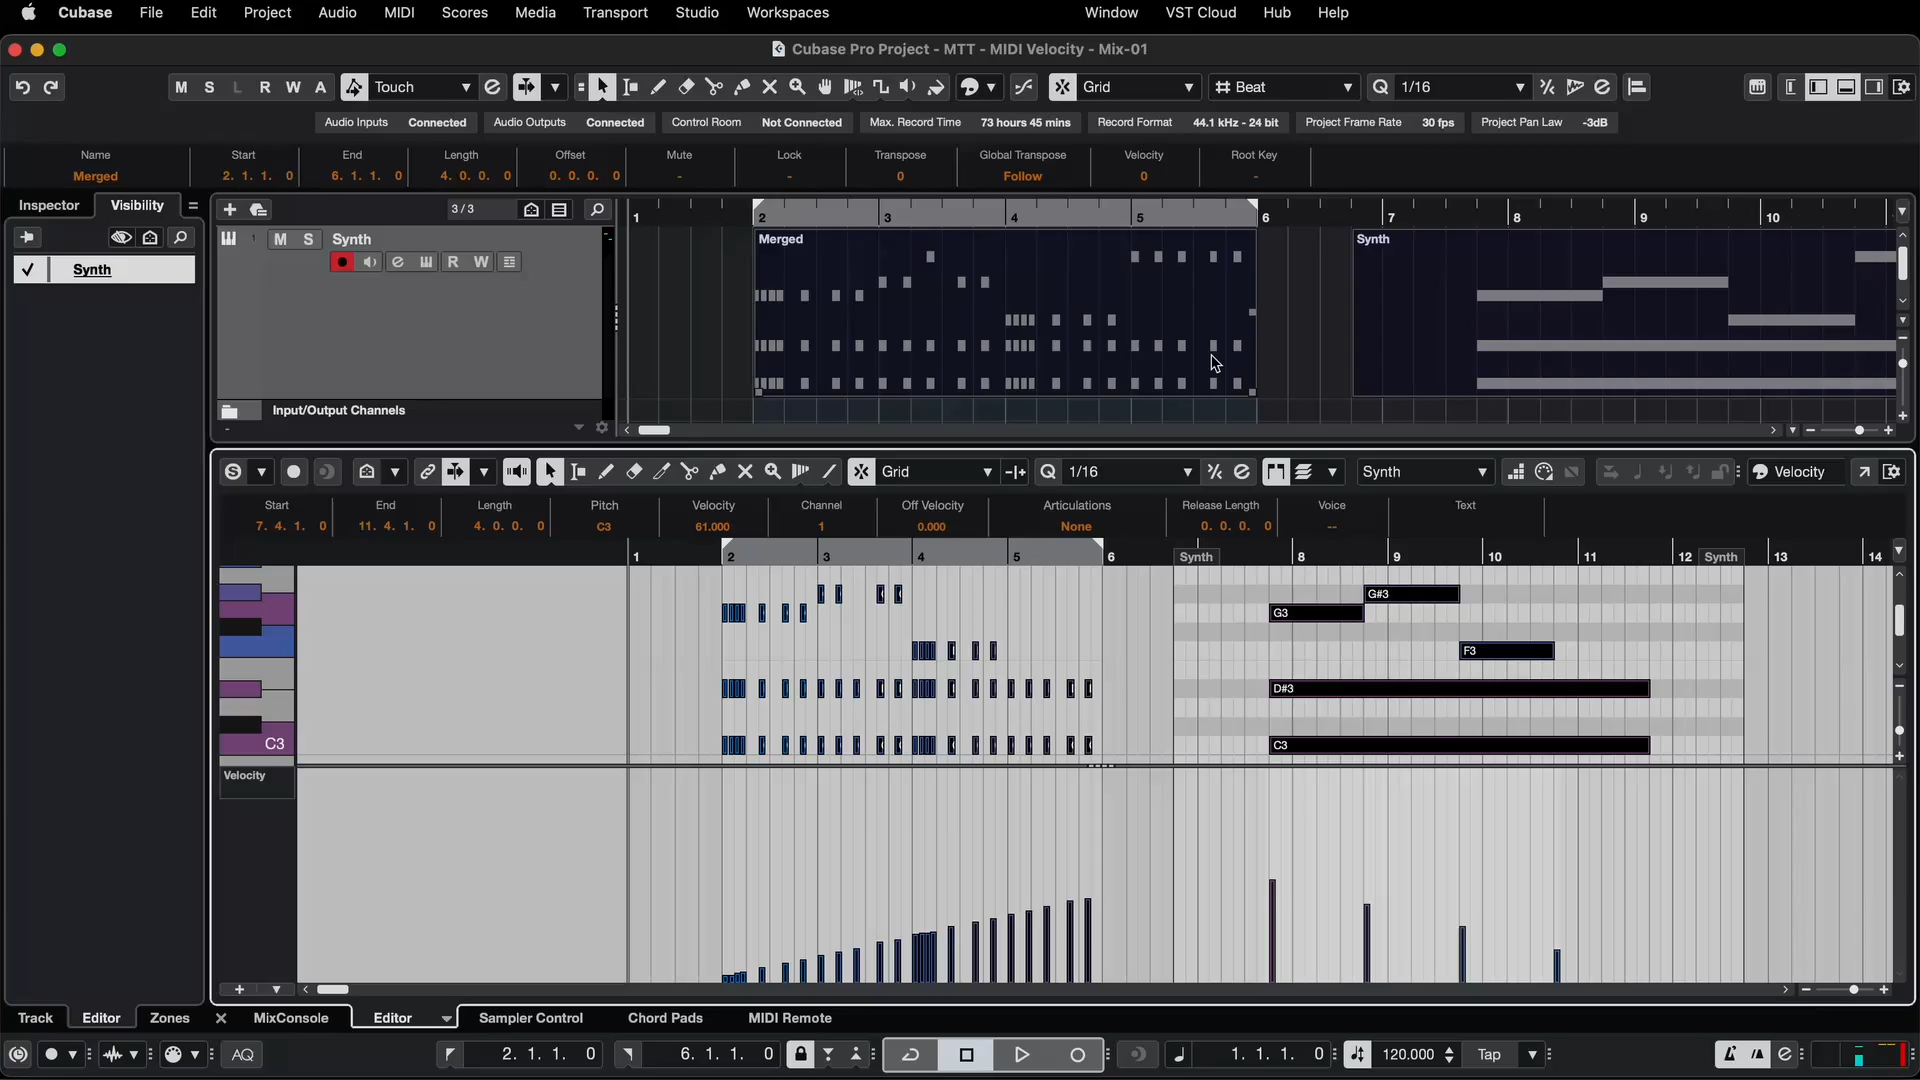 Cubase File Edit Project Audio MIDI Scores Media Transport Studio Workspaces Window VST Cloud Hub Help
Cubase Pro Project - MTT - MIDI Velocity - Mix-01
M S L R W A Touch Grid Beat Q 1/16
Audio Inputs Connected Audio Outputs Connected Control Room Not Connected Max. Record Time 73 hours 45 mins Record Format 44.1 kHz - 24 bit Project Frame Rate 30 fps Project Pan Law -3dB
Name Start End Length Offset Mute Lock Transpose Global Transpose Velocity Root Key
Merged 2. 1. 1. 0 6. 1. 1. 0 4. 0. 0. 0 0. 0. 0. 0 - - 0 Follow 0 -
Inspector Visibility 3 / 3 1 2 3 4 5 6 7 8 9 10
1 M S Synth Merged Synth
R W
Synth
Input/Output Channels
-
S Grid Q 1/16 Synth Velocity
Start End Length Pitch Velocity Channel Off Velocity Articulations Release Length Voice Text
7. 4. 1. 0 11. 4. 1. 0 4. 0. 0. 0 C3 61.000 1 0.000 None 0. 0. 0. 0 --
1 2 3 4 5 6 Synth 8 9 10 11 12 Synth 13 14
G#3
G3
F3
D#3
C3 C3
Velocity
Track Editor Zones MixConsole Editor Sampler Control Chord Pads MIDI Remote
AQ 2. 1. 1. 0 6. 1. 1. 0 1. 1. 1. 0 120.000 Tap